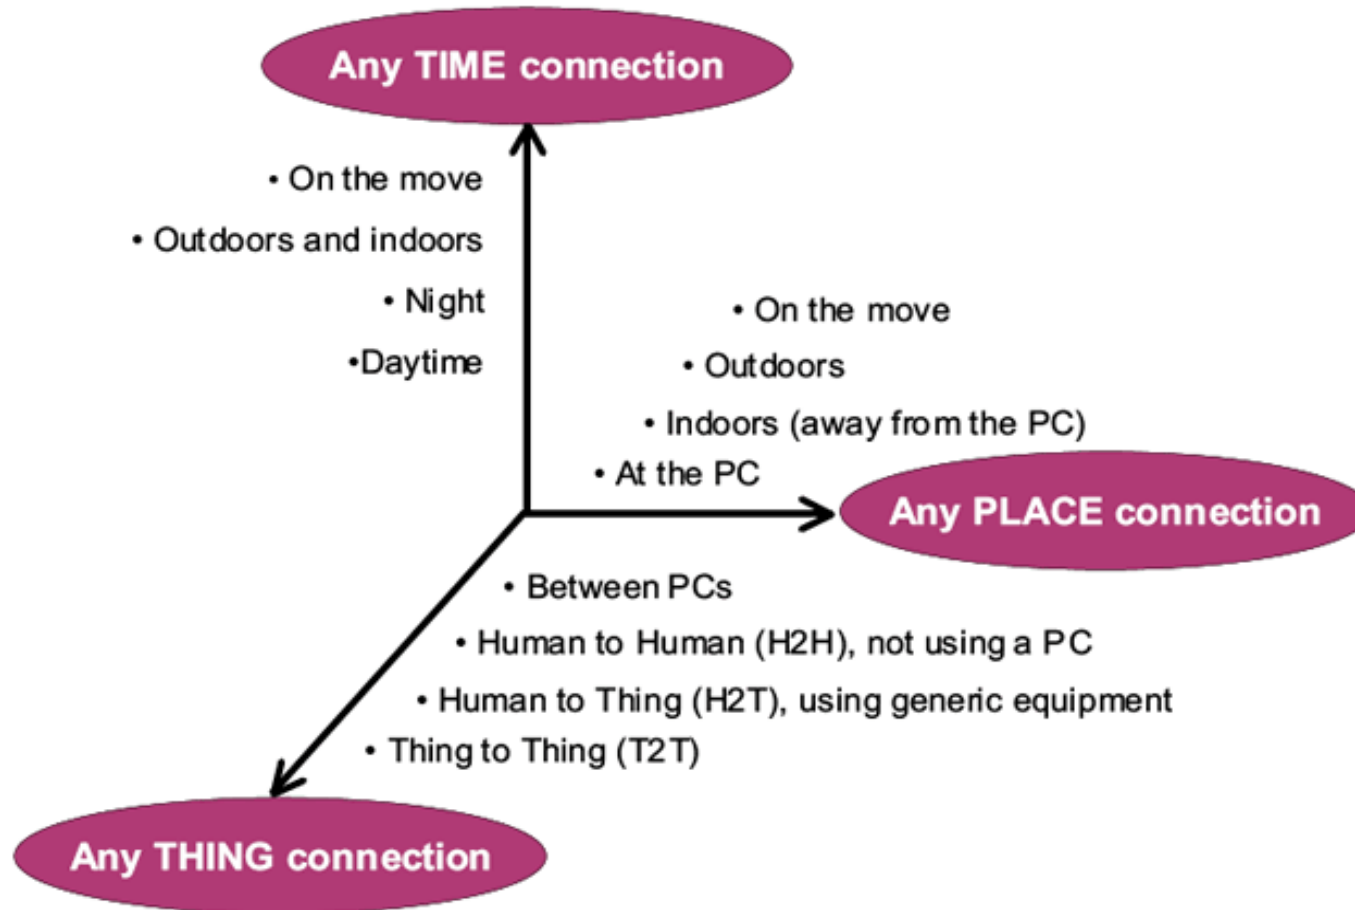 Any TIME connection
• On the move
• Outdoors and indoors
• Night
•Daytime
• On the move
• Outdoors
• Indoors (away from the PC)
• At the PC
Any PLACE connection
• Between PCs
• Human to Human (H2H), not using a PC
• Human to Thing (H2T), using generic equipment
• Thing to Thing (T2T)
Any THING connection